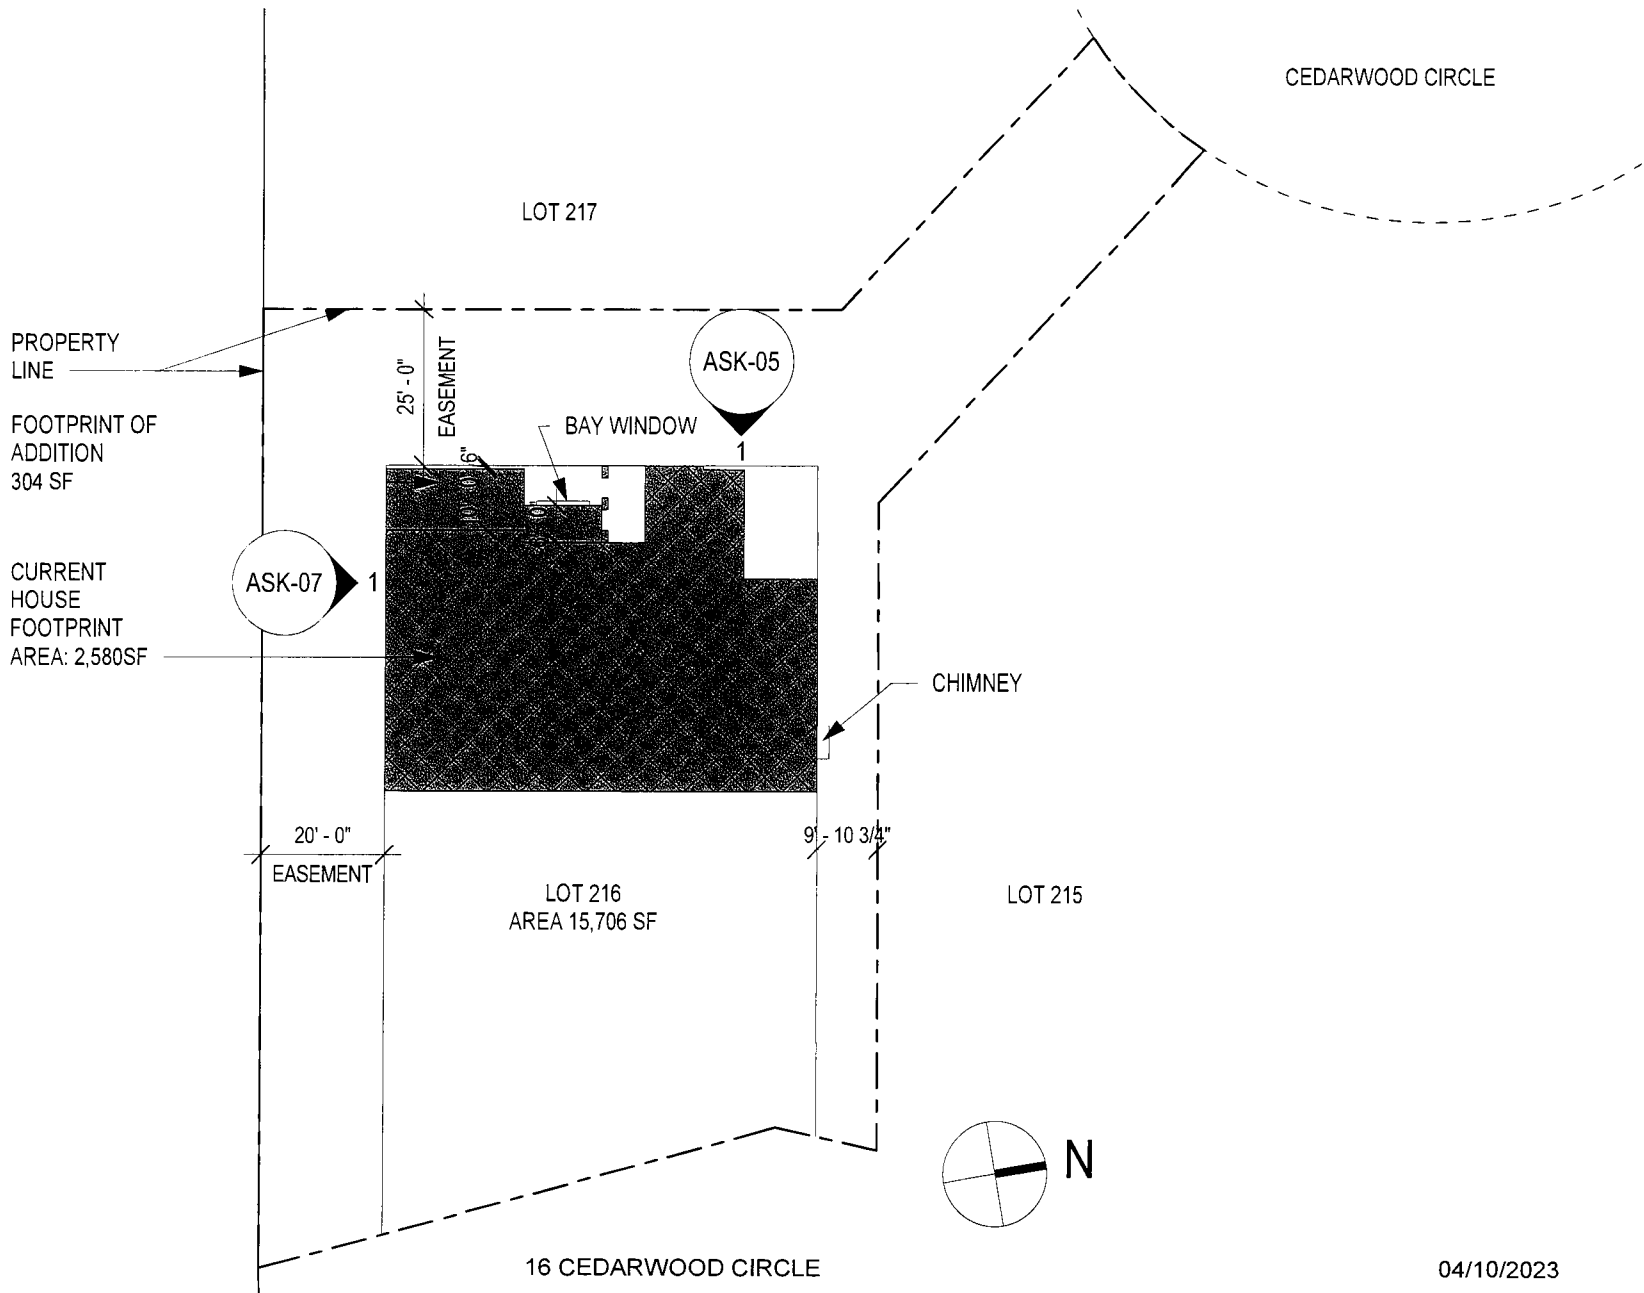 CEDARWOOD CIRCLE
LOT 217
PROPERTY
LINE
25' - 0"
EASEMENT
ASK-05
1
BAY WINDOW
FOOTPRINT OF
ADDITION
304 SF
ASK-07
1
CURRENT
HOUSE
FOOTPRINT
AREA: 2,580SF
CHIMNEY
20' - 0"
EASEMENT
9' - 10 3/4"
LOT 216
AREA 15,706 SF
LOT 215
N
16 CEDARWOOD CIRCLE
04/10/2023